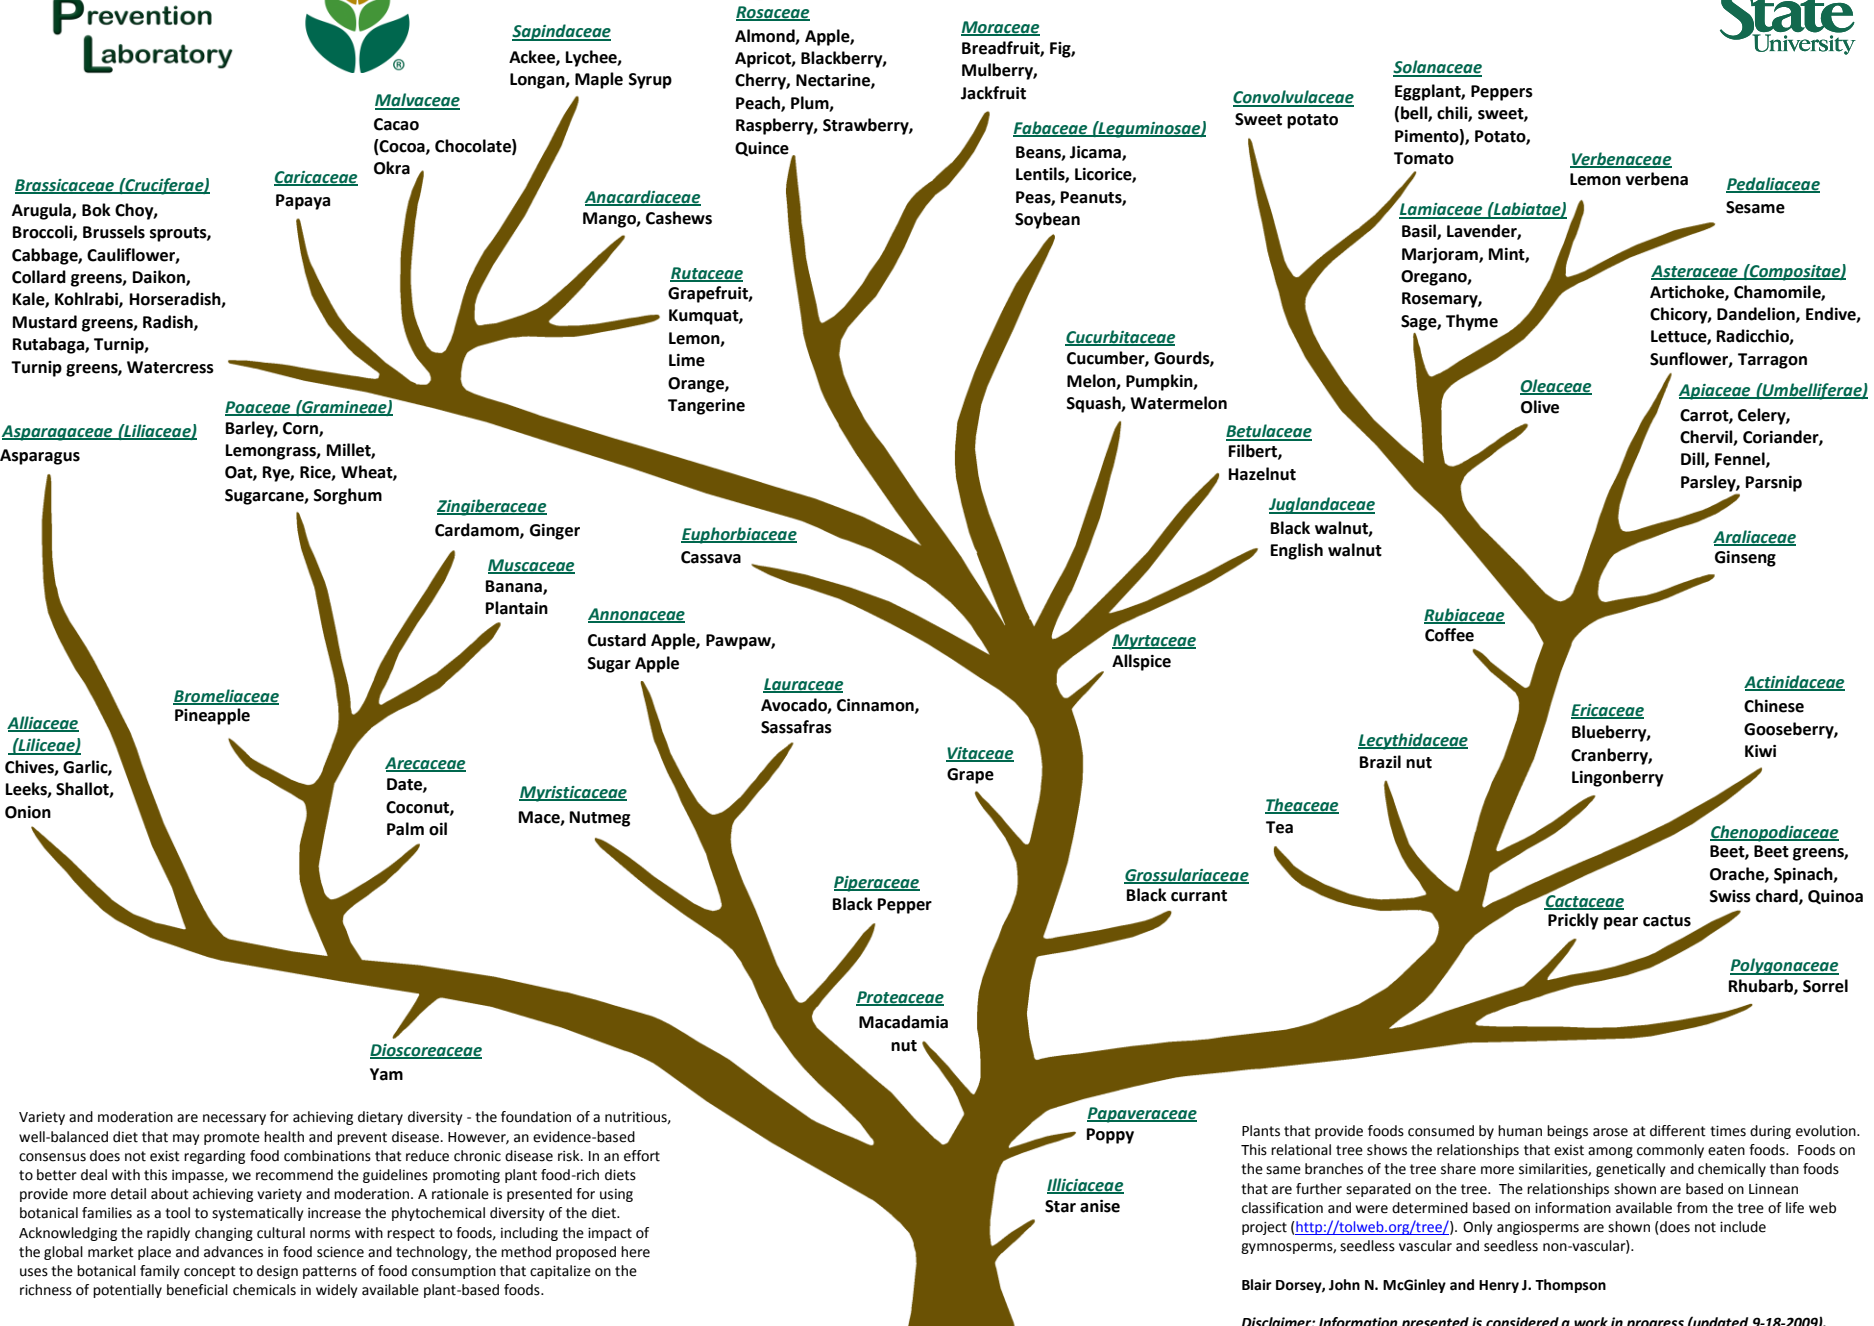 Prevention
Laboratory
®
State
University
Sapindaceae
Ackee, Lychee,
Longan, Maple Syrup
Rosaceae
Almond, Apple,
Apricot, Blackberry,
Cherry, Nectarine,
Peach, Plum,
Raspberry, Strawberry,
Quince
Moraceae
Breadfruit, Fig,
Mulberry,
Jackfruit
Solanaceae
Eggplant, Peppers
(bell, chili, sweet,
Pimento), Potato,
Tomato
Convolvulaceae
Sweet potato
Malvaceae
Cacao
(Cocoa, Chocolate)
Okra
Fabaceae (Leguminosae)
Beans, Jicama,
Lentils, Licorice,
Peas, Peanuts,
Soybean
Verbenaceae
Lemon verbena
Pedaliaceae
Sesame
Brassicaceae (Cruciferae)
Arugula, Bok Choy,
Broccoli, Brussels sprouts,
Cabbage, Cauliflower,
Collard greens, Daikon,
Kale, Kohlrabi, Horseradish,
Mustard greens, Radish,
Rutabaga, Turnip,
Turnip greens, Watercress
Caricaceae
Papaya
Anacardiaceae
Mango, Cashews
Lamiaceae (Labiatae)
Basil, Lavender,
Marjoram, Mint,
Oregano,
Rosemary,
Sage, Thyme
Rutaceae
Grapefruit,
Kumquat,
Lemon,
Lime
Orange,
Tangerine
Asteraceae (Compositae)
Artichoke, Chamomile,
Chicory, Dandelion, Endive,
Lettuce, Radicchio,
Sunflower, Tarragon
Cucurbitaceae
Cucumber, Gourds,
Melon, Pumpkin,
Squash, Watermelon
Oleaceae
Olive
Apiaceae (Umbelliferae)
Carrot, Celery,
Chervil, Coriander,
Dill, Fennel,
Parsley, Parsnip
Asparagaceae (Liliaceae)
Asparagus
Poaceae (Gramineae)
Barley, Corn,
Lemongrass, Millet,
Oat, Rye, Rice, Wheat,
Sugarcane, Sorghum
Betulaceae
Filbert,
Hazelnut
Zingiberaceae
Cardamom, Ginger
Juglandaceae
Black walnut,
English walnut
Euphorbiaceae
Cassava
Araliaceae
Ginseng
Muscaceae
Banana,
Plantain
Annonaceae
Custard Apple, Pawpaw,
Sugar Apple
Rubiaceae
Coffee
Myrtaceae
Allspice
Bromeliaceae
Pineapple
Lauraceae
Avocado, Cinnamon,
Sassafras
Actinidaceae
Chinese
Gooseberry,
Kiwi
Alliaceae
(Liliceae)
Chives, Garlic,
Leeks, Shallot,
Onion
Ericaceae
Blueberry,
Cranberry,
Lingonberry
Lecythidaceae
Brazil nut
Vitaceae
Grape
Arecaceae
Date,
Coconut,
Palm oil
Myristicaceae
Mace, Nutmeg
Theaceae
Tea
Chenopodiaceae
Beet, Beet greens,
Orache, Spinach,
Swiss chard, Quinoa
Piperaceae
Black Pepper
Grossulariaceae
Black currant
Cactaceae
Prickly pear cactus
Polygonaceae
Rhubarb, Sorrel
Proteaceae
Macadamia
nut
Dioscoreaceae
Yam
Papaveraceae
Poppy
Illiciaceae
Star anise
Variety and moderation are necessary for achieving dietary diversity - the foundation of a nutritious,
well-balanced diet that may promote health and prevent disease. However, an evidence-based
consensus does not exist regarding food combinations that reduce chronic disease risk. In an effort
to better deal with this impasse, we recommend the guidelines promoting plant food-rich diets
provide more detail about achieving variety and moderation. A rationale is presented for using
botanical families as a tool to systematically increase the phytochemical diversity of the diet.
Acknowledging the rapidly changing cultural norms with respect to foods, including the impact of
the global market place and advances in food science and technology, the method proposed here
uses the botanical family concept to design patterns of food consumption that capitalize on the
richness of potentially beneficial chemicals in widely available plant-based foods.
Plants that provide foods consumed by human beings arose at different times during evolution.
This relational tree shows the relationships that exist among commonly eaten foods. Foods on
the same branches of the tree share more similarities, genetically and chemically than foods
that are further separated on the tree. The relationships shown are based on Linnean
classification and were determined based on information available from the tree of life web
project (http://tolweb.org/tree/). Only angiosperms are shown (does not include
gymnosperms, seedless vascular and seedless non-vascular).
Blair Dorsey, John N. McGinley and Henry J. Thompson
Disclaimer: Information presented is considered a work in progress (updated 9-18-2009).